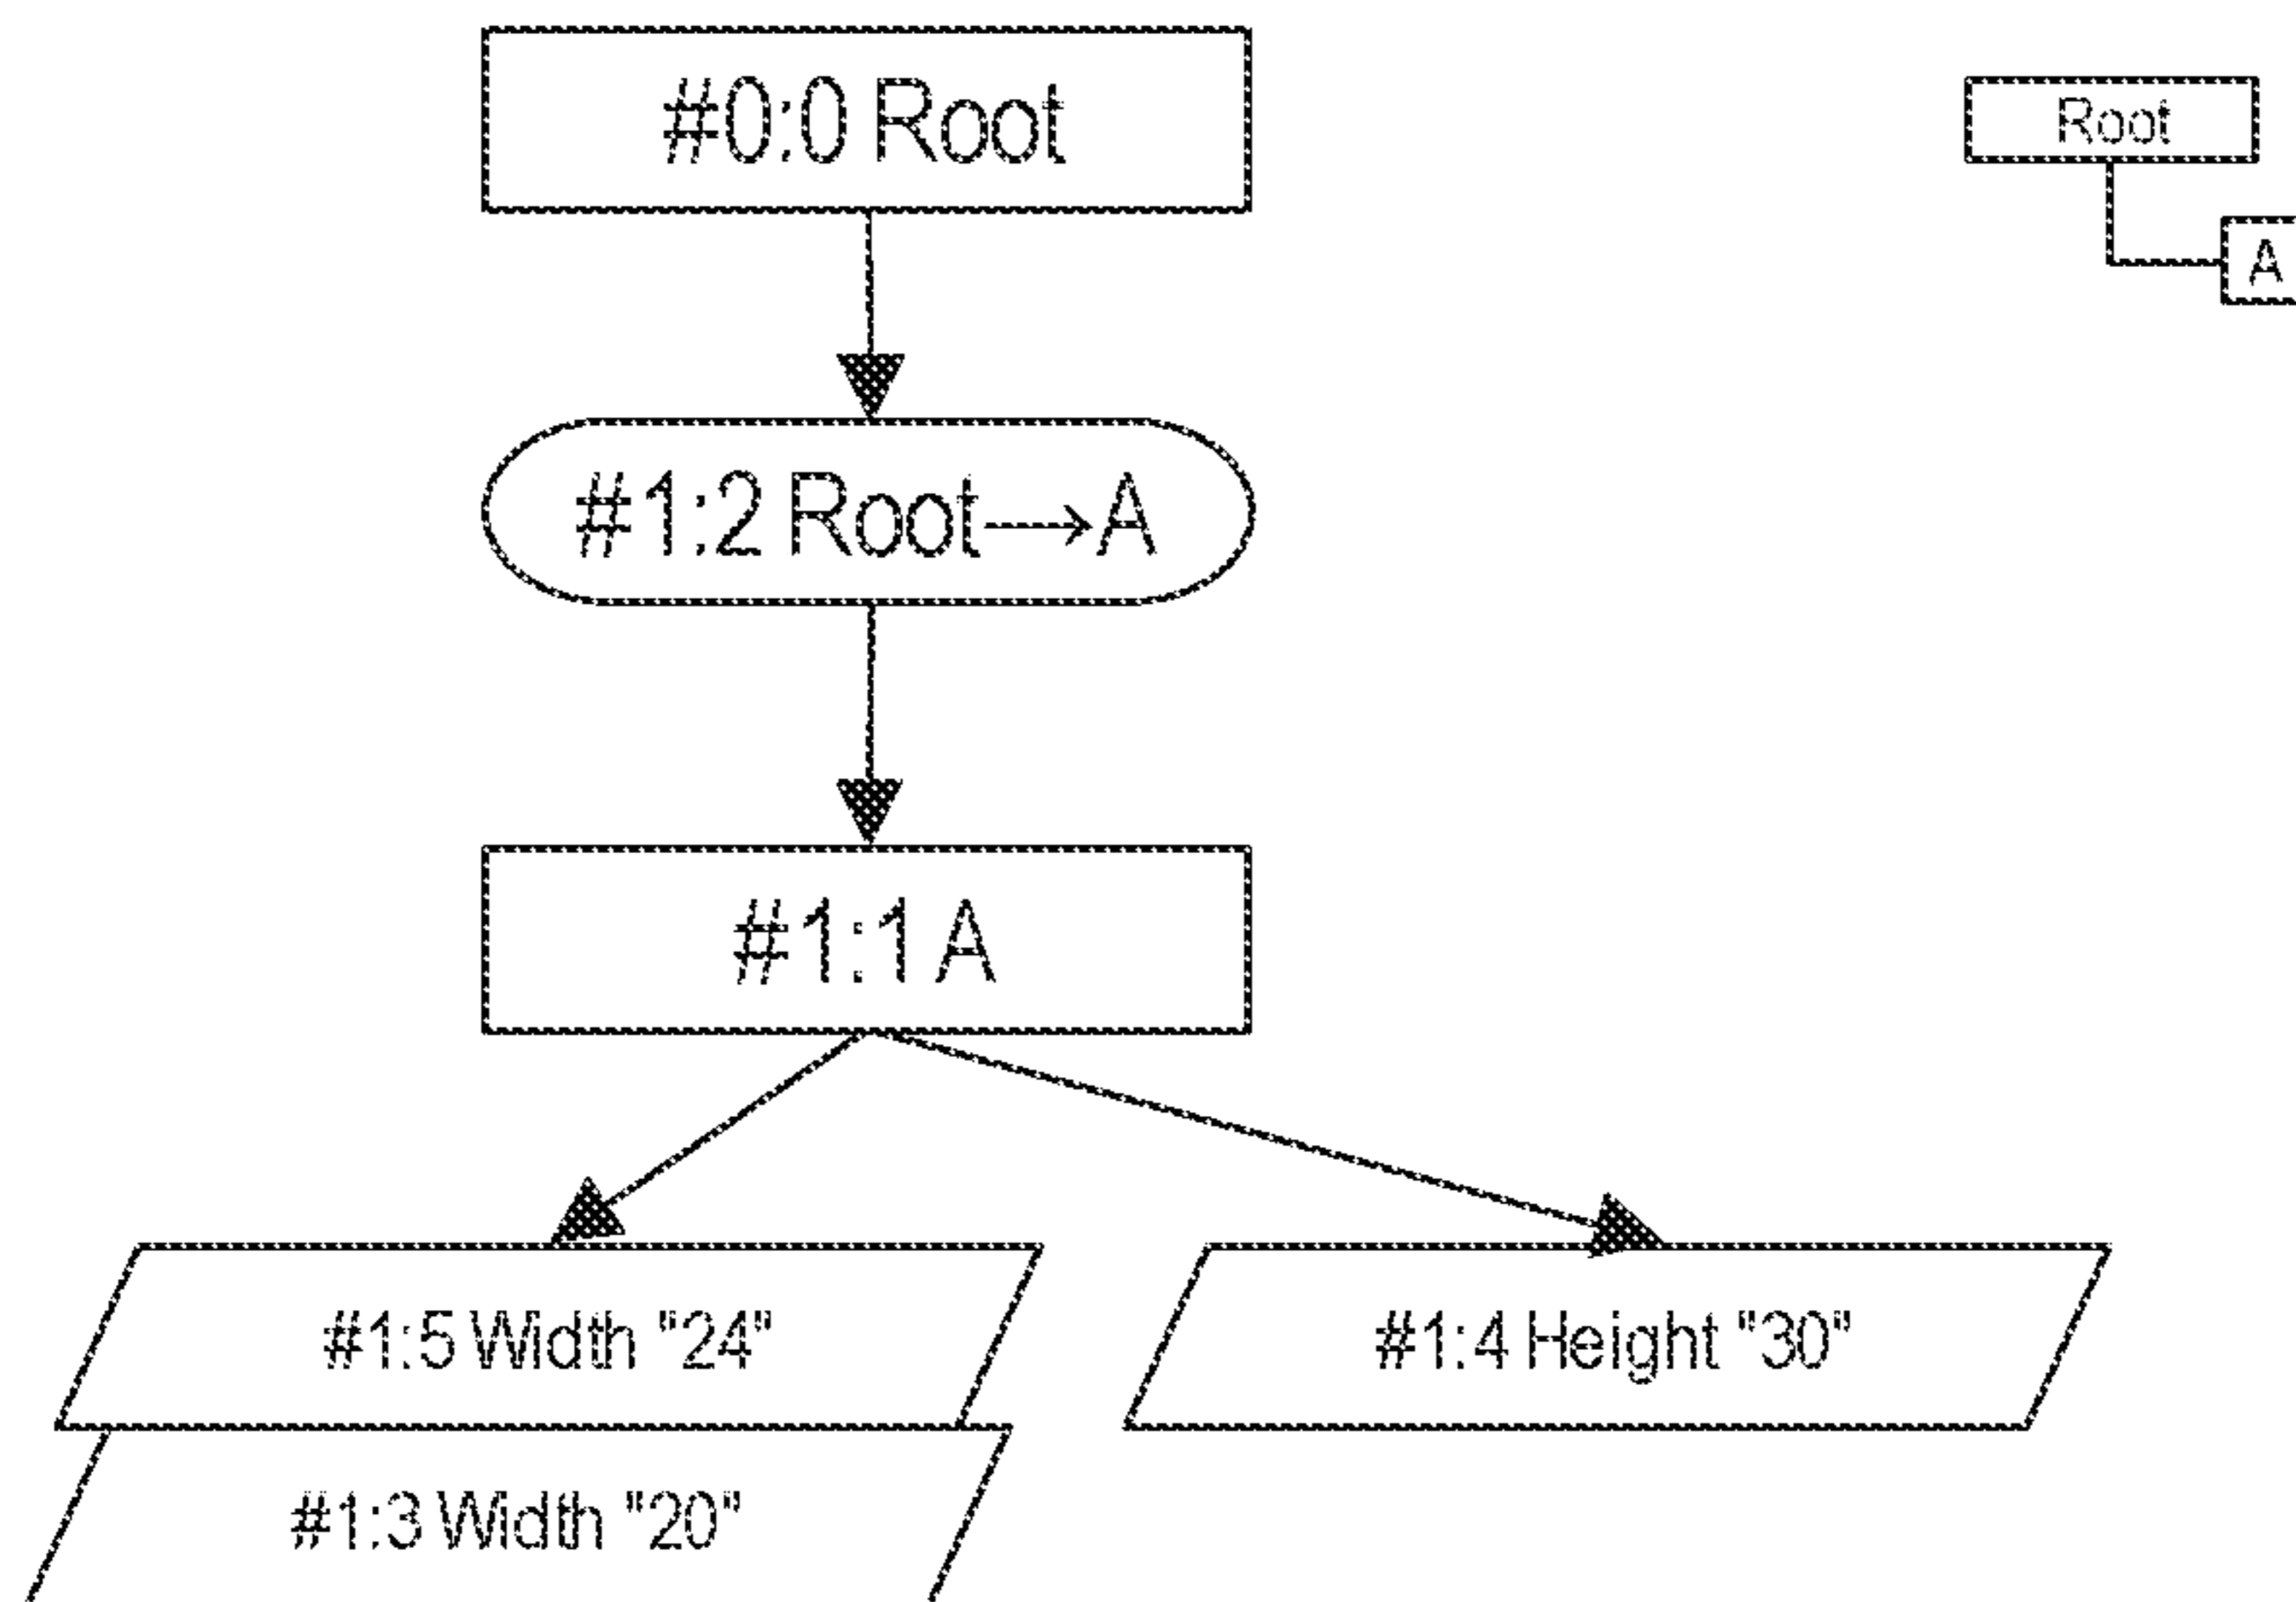 #0:0 Root
Root
A
#1:2 Root→A
#1:1 A
#1:5 Width "24"
#1:4 Height "30"
#1:3 Width "20"